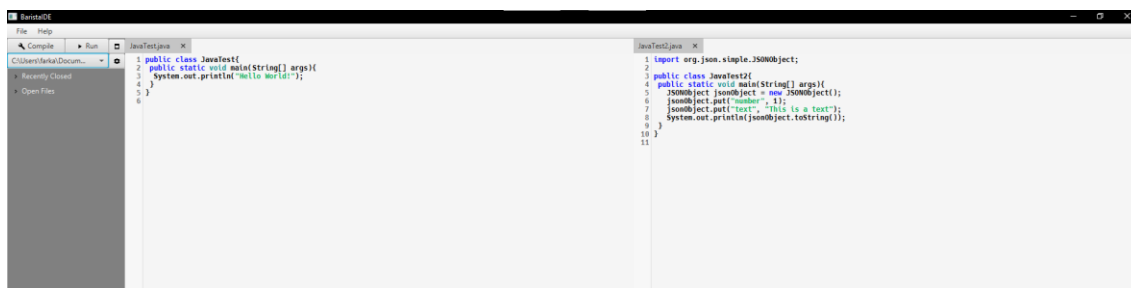 BaristaIDE
File Help
Compile Run
C:\Users\farka\Docum...
Recently Closed
Open Files
JavaTest.java ×
1 public class JavaTest{
2 public static void main(String[] args){
3 System.out.println("Hello World!");
4 }
5 }
6
JavaTest2.java ×
1 import org.json.simple.JSONObject;
2
3 public class JavaTest2{
4 public static void main(String[] args){
5 JSONObject jsonObject = new JSONObject();
6 jsonObject.put("number", 1);
7 jsonObject.put("text", "This is a text");
8 System.out.println(jsonObject.toString());
9 }
10 }
11